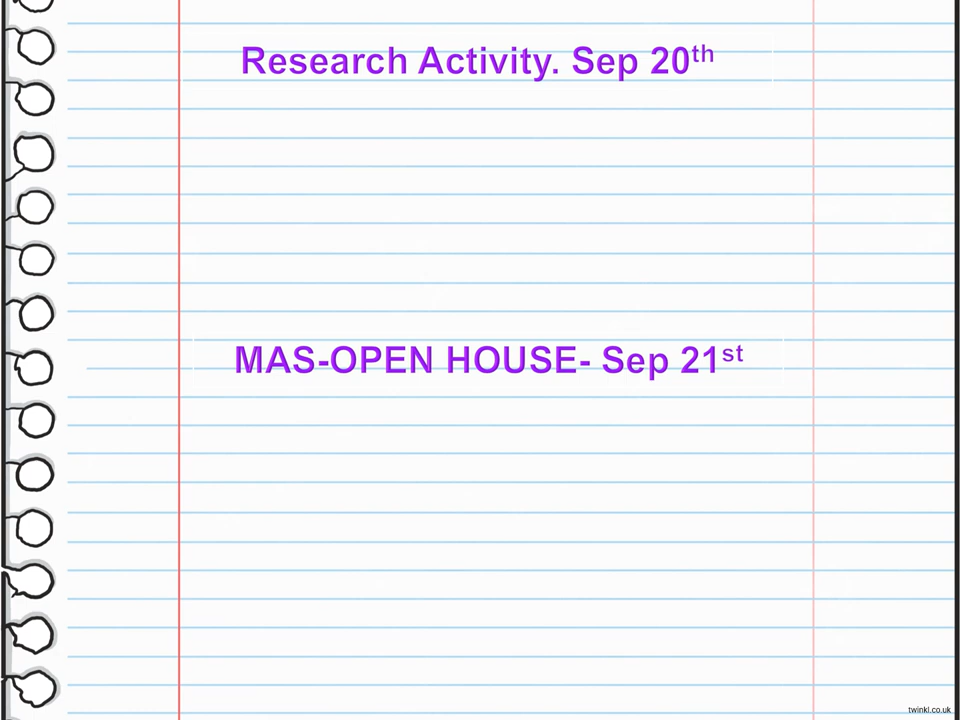 Research Activity. Sep 20th
MAS-OPEN HOUSE- Sep 21st
twinkl.co.uk